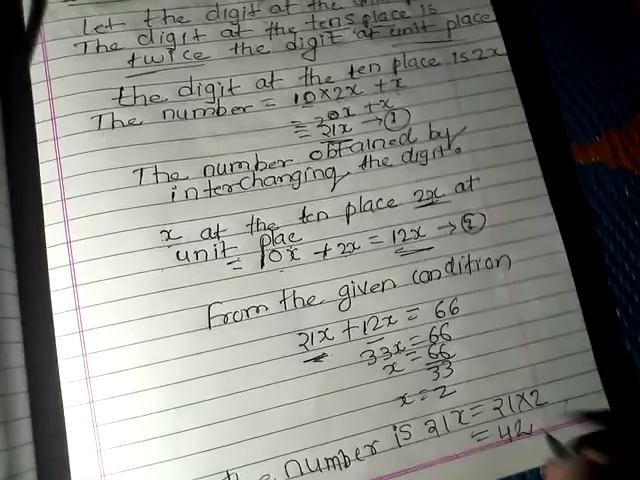 let the digit at the
The digit at the tens place is
twice the digit at unit place
the digit at the ten place is 2x
The number = 10×2x + x
= 20x + x
= 21x → ①
The number obtained by
interchanging the digit.
x at the ten place 2x at
unit plac
= 10x + 2x = 12x → ②
From the given condition
21x + 12x = 66
33x = 66
x = 66
33
x = 2
number is 21x = 21×2
= 42